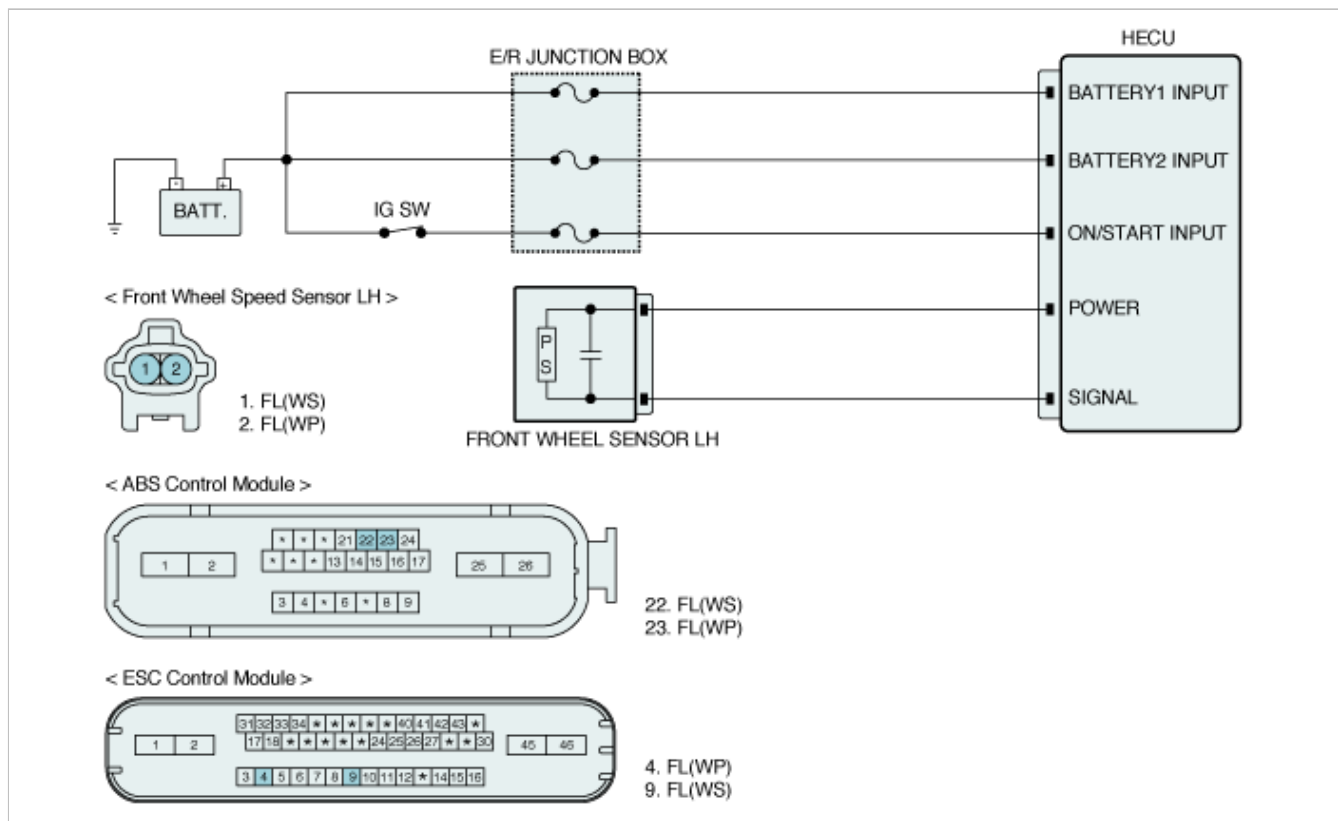 HECU
E/R JUNCTION BOX
BATTERY1 INPUT
BATTERY2 INPUT
- +
BATT.
IG SW
ON/START INPUT
< Front Wheel Speed Sensor LH >
POWER
P
S
1 2
1. FL(WS)
2. FL(WP)
SIGNAL
FRONT WHEEL SENSOR LH
< ABS Control Module >
* * * 21 22 23 24
1 2 * * * 13 14 15 16 17 25 26
3 4 * 6 * 8 9
22. FL(WS)
23. FL(WP)
< ESC Control Module >
31 32 33 34 * * * * * 40 41 42 43 *
1 2 17 18 * * * * * 24 25 26 27 * * 30 45 46
3 4 5 6 7 8 9 10 11 12 * 14 15 16
4. FL(WP)
9. FL(WS)